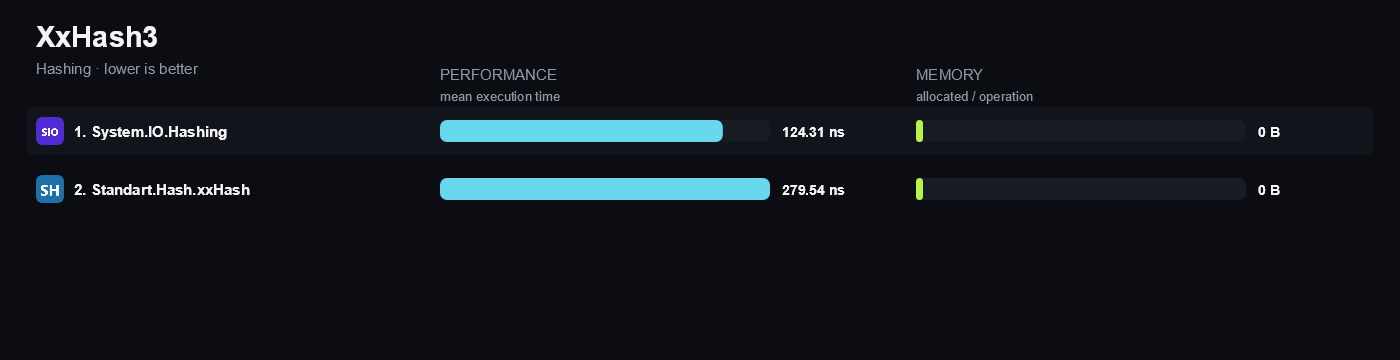 XxHash3
Hashing · lower is better
PERFORMANCE
mean execution time
MEMORY
allocated / operation
SIO 1. System.IO.Hashing 124.31 ns 0 B
SH 2. Standart.Hash.xxHash 279.54 ns 0 B